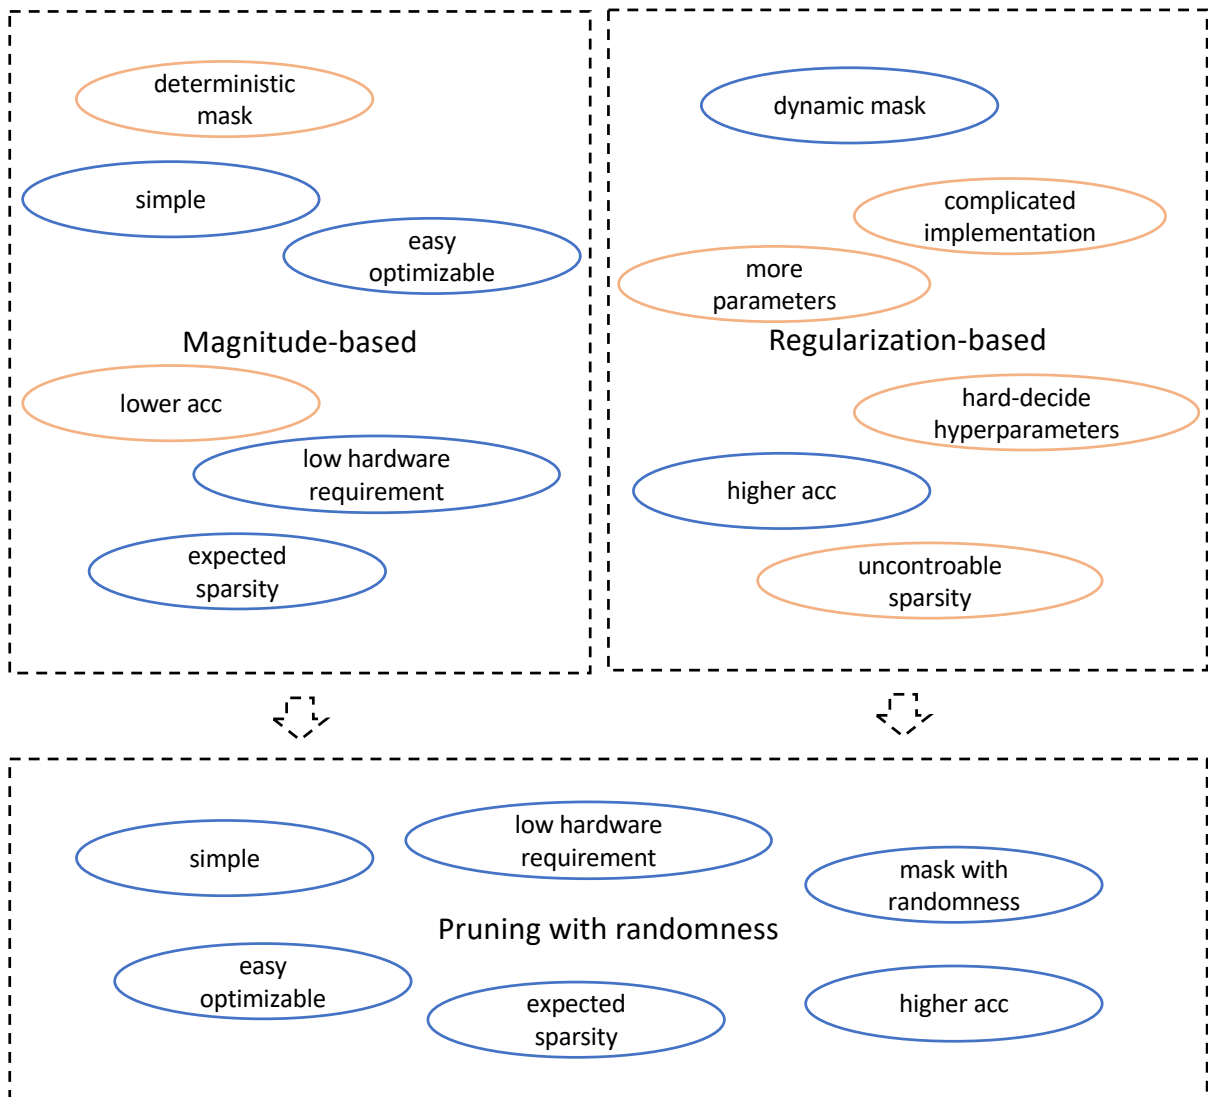 deterministic
mask
simple
easy
optimizable
Magnitude-based
lower acc
low hardware
requirement
expected
sparsity
dynamic mask
complicated
implementation
more
parameters
Regularization-based
hard-decide
hyperparameters
higher acc
uncontroable
sparsity
simple
low hardware
requirement
mask with
randomness
Pruning with randomness
easy
optimizable
expected
sparsity
higher acc